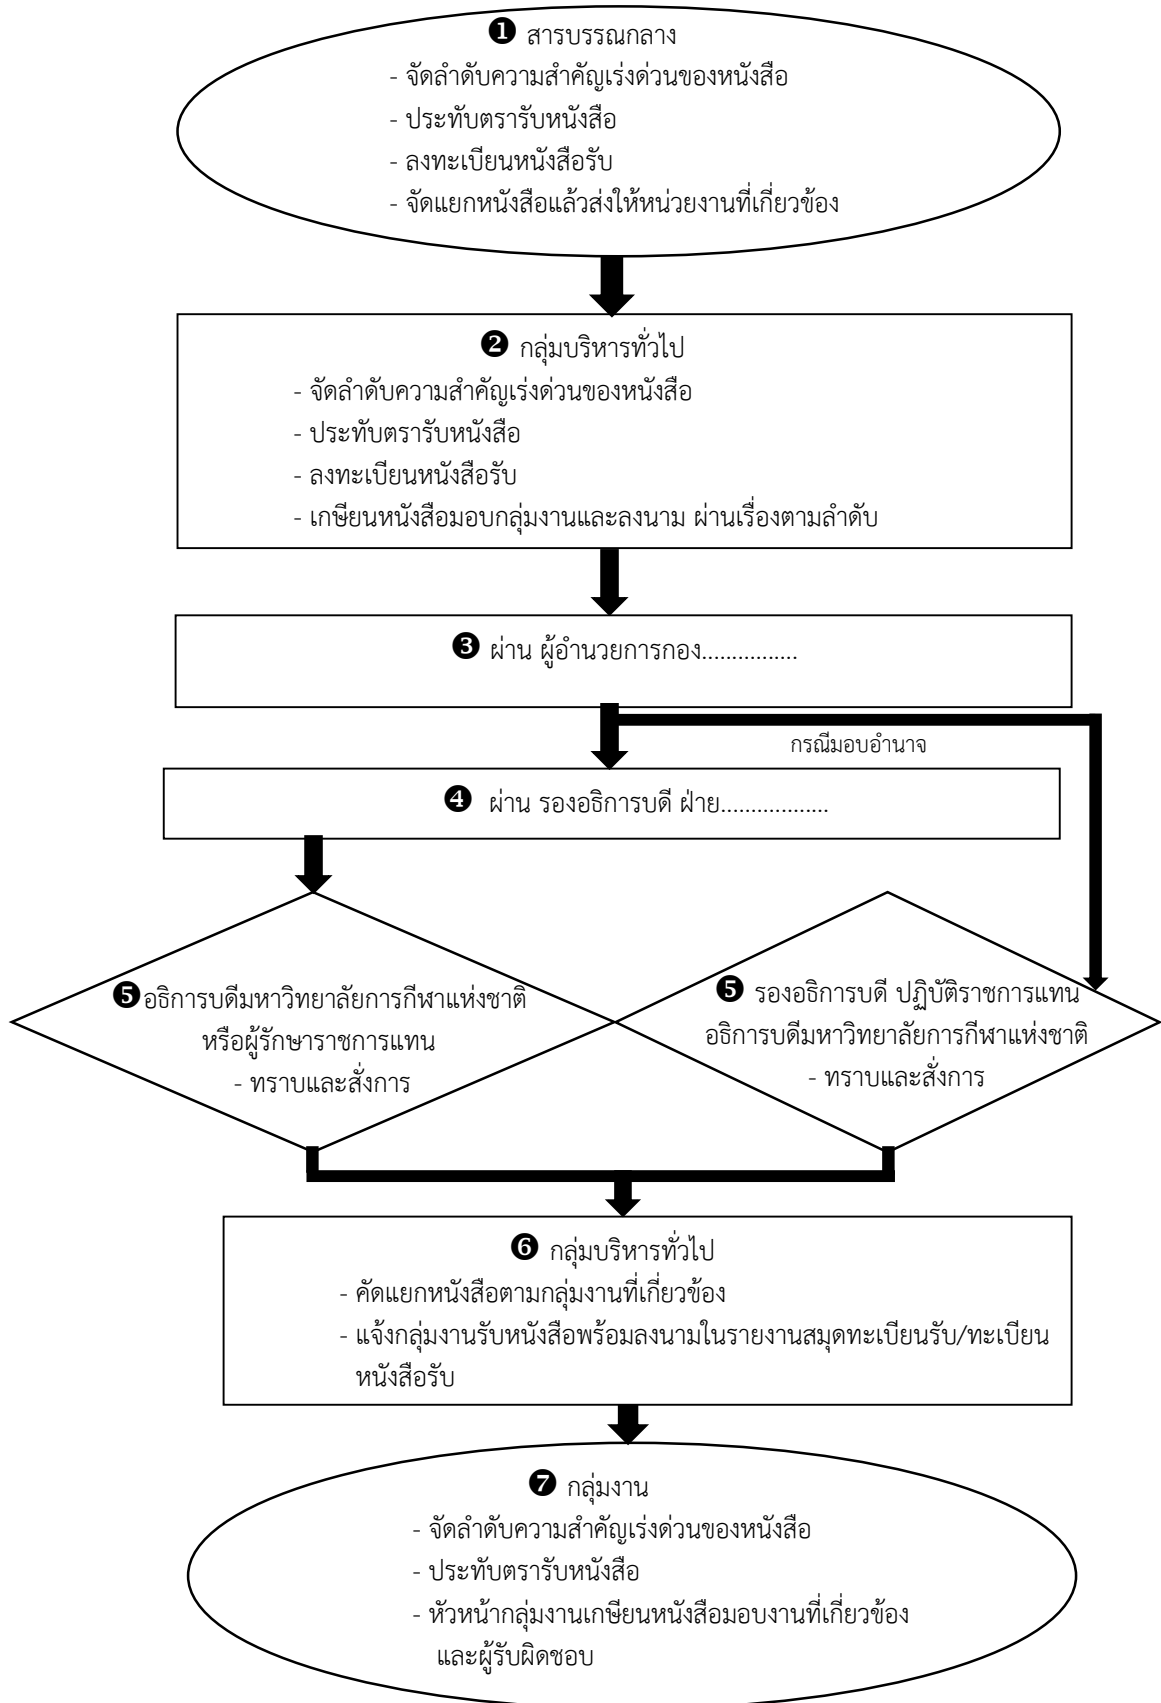 ❶ สารบรรณกลาง
- จัดลำดับความสำคัญเร่งด่วนของหนังสือ
- ประทับตรารับหนังสือ
- ลงทะเบียนหนังสือรับ
- จัดแยกหนังสือแล้วส่งให้หน่วยงานที่เกี่ยวข้อง
❷ กลุ่มบริหารทั่วไป
- จัดลำดับความสำคัญเร่งด่วนของหนังสือ
- ประทับตรารับหนังสือ
- ลงทะเบียนหนังสือรับ
- เกษียนหนังสือมอบกลุ่มงานและลงนาม ผ่านเรื่องตามลำดับ
❸ ผ่าน ผู้อำนวยการกอง................
กรณีมอบอำนาจ
❹ ผ่าน รองอธิการบดี ฝ่าย..................
❺ อธิการบดีมหาวิทยาลัยการกีฬาแห่งชาติ
หรือผู้รักษาราชการแทน
- ทราบและสั่งการ
❺ รองอธิการบดี ปฏิบัติราชการแทน
อธิการบดีมหาวิทยาลัยการกีฬาแห่งชาติ
- ทราบและสั่งการ
❻ กลุ่มบริหารทั่วไป
- คัดแยกหนังสือตามกลุ่มงานที่เกี่ยวข้อง
- แจ้งกลุ่มงานรับหนังสือพร้อมลงนามในรายงานสมุดทะเบียนรับ/ทะเบียน
หนังสือรับ
❼ กลุ่มงาน
- จัดลำดับความสำคัญเร่งด่วนของหนังสือ
- ประทับตรารับหนังสือ
- หัวหน้ากลุ่มงานเกษียนหนังสือมอบงานที่เกี่ยวข้อง
และผู้รับผิดชอบ